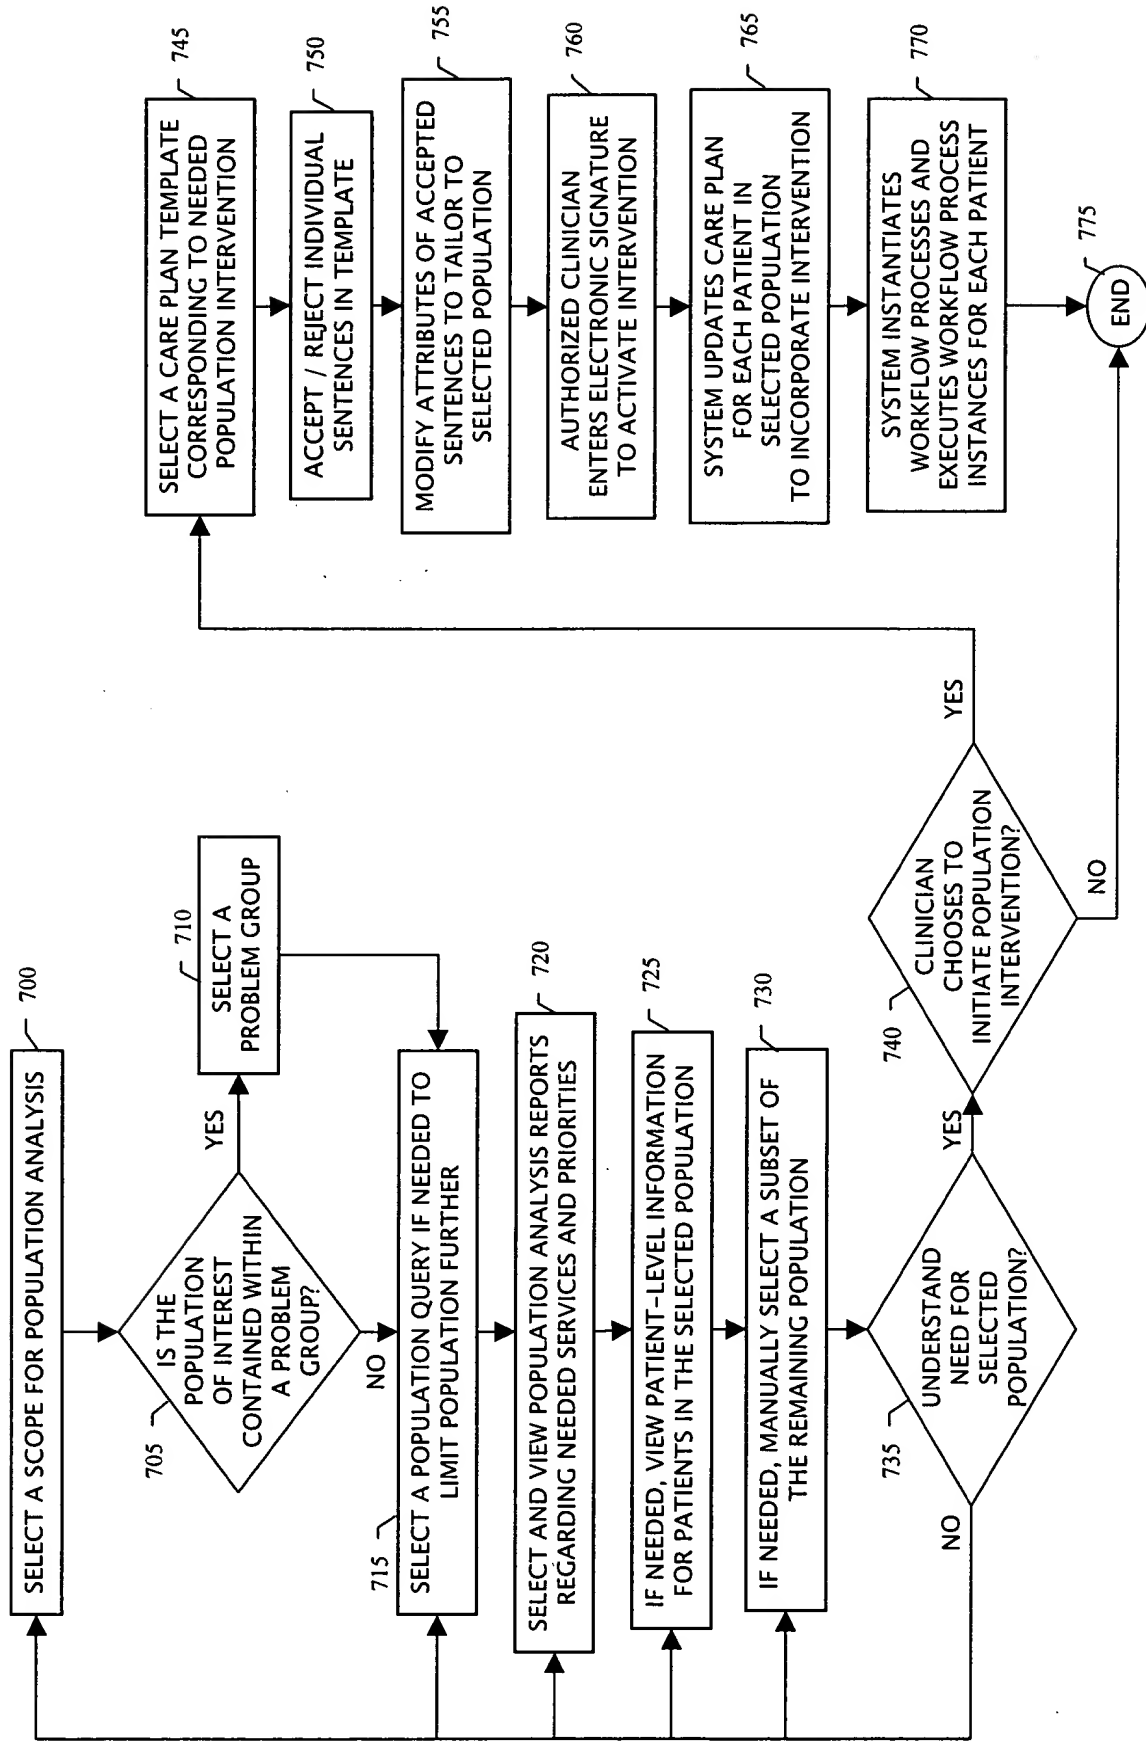 SELECT A SCOPE FOR POPULATION ANALYSIS
700
IS THE
POPULATION
OF INTEREST
CONTAINED WITHIN
A PROBLEM
GROUP?
705
YES
NO
710
SELECT A
PROBLEM GROUP
715
SELECT A POPULATION QUERY IF NEEDED TO
LIMIT POPULATION FURTHER
720
SELECT AND VIEW POPULATION ANALYSIS REPORTS
REGARDING NEEDED SERVICES AND PRIORITIES
725
IF NEEDED, VIEW PATIENT-LEVEL INFORMATION
FOR PATIENTS IN THE SELECTED POPULATION
730
IF NEEDED, MANUALLY SELECT A SUBSET OF
THE REMAINING POPULATION
735
UNDERSTAND
NEED FOR
SELECTED
POPULATION?
NO
YES
740
CLINICIAN
CHOOSES TO
INITIATE POPULATION
INTERVENTION?
YES
NO
745
SELECT A CARE PLAN TEMPLATE
CORRESPONDING TO NEEDED
POPULATION INTERVENTION
750
ACCEPT / REJECT INDIVIDUAL
SENTENCES IN TEMPLATE
755
MODIFY ATTRIBUTES OF ACCEPTED
SENTENCES TO TAILOR TO
SELECTED POPULATION
760
AUTHORIZED CLINICIAN
ENTERS ELECTRONIC SIGNATURE
TO ACTIVATE INTERVENTION
765
SYSTEM UPDATES CARE PLAN
FOR EACH PATIENT IN
SELECTED POPULATION
TO INCORPORATE INTERVENTION
770
SYSTEM INSTANTIATES
WORKFLOW PROCESSES AND
EXECUTES WORKFLOW PROCESS
INSTANCES FOR EACH PATIENT
775
END